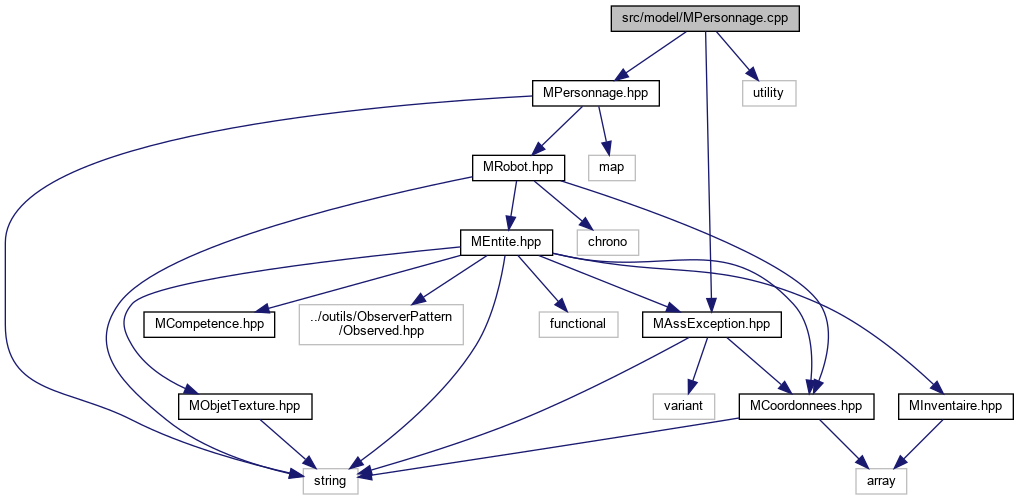 src/model/MPersonnage.cpp
MPersonnage.hpp
utility
MRobot.hpp
map
MEntite.hpp
chrono
MCompetence.hpp
../outils/ObserverPattern
/Observed.hpp
functional
MAssException.hpp
MObjetTexture.hpp
variant
MCoordonnees.hpp
MInventaire.hpp
string
array